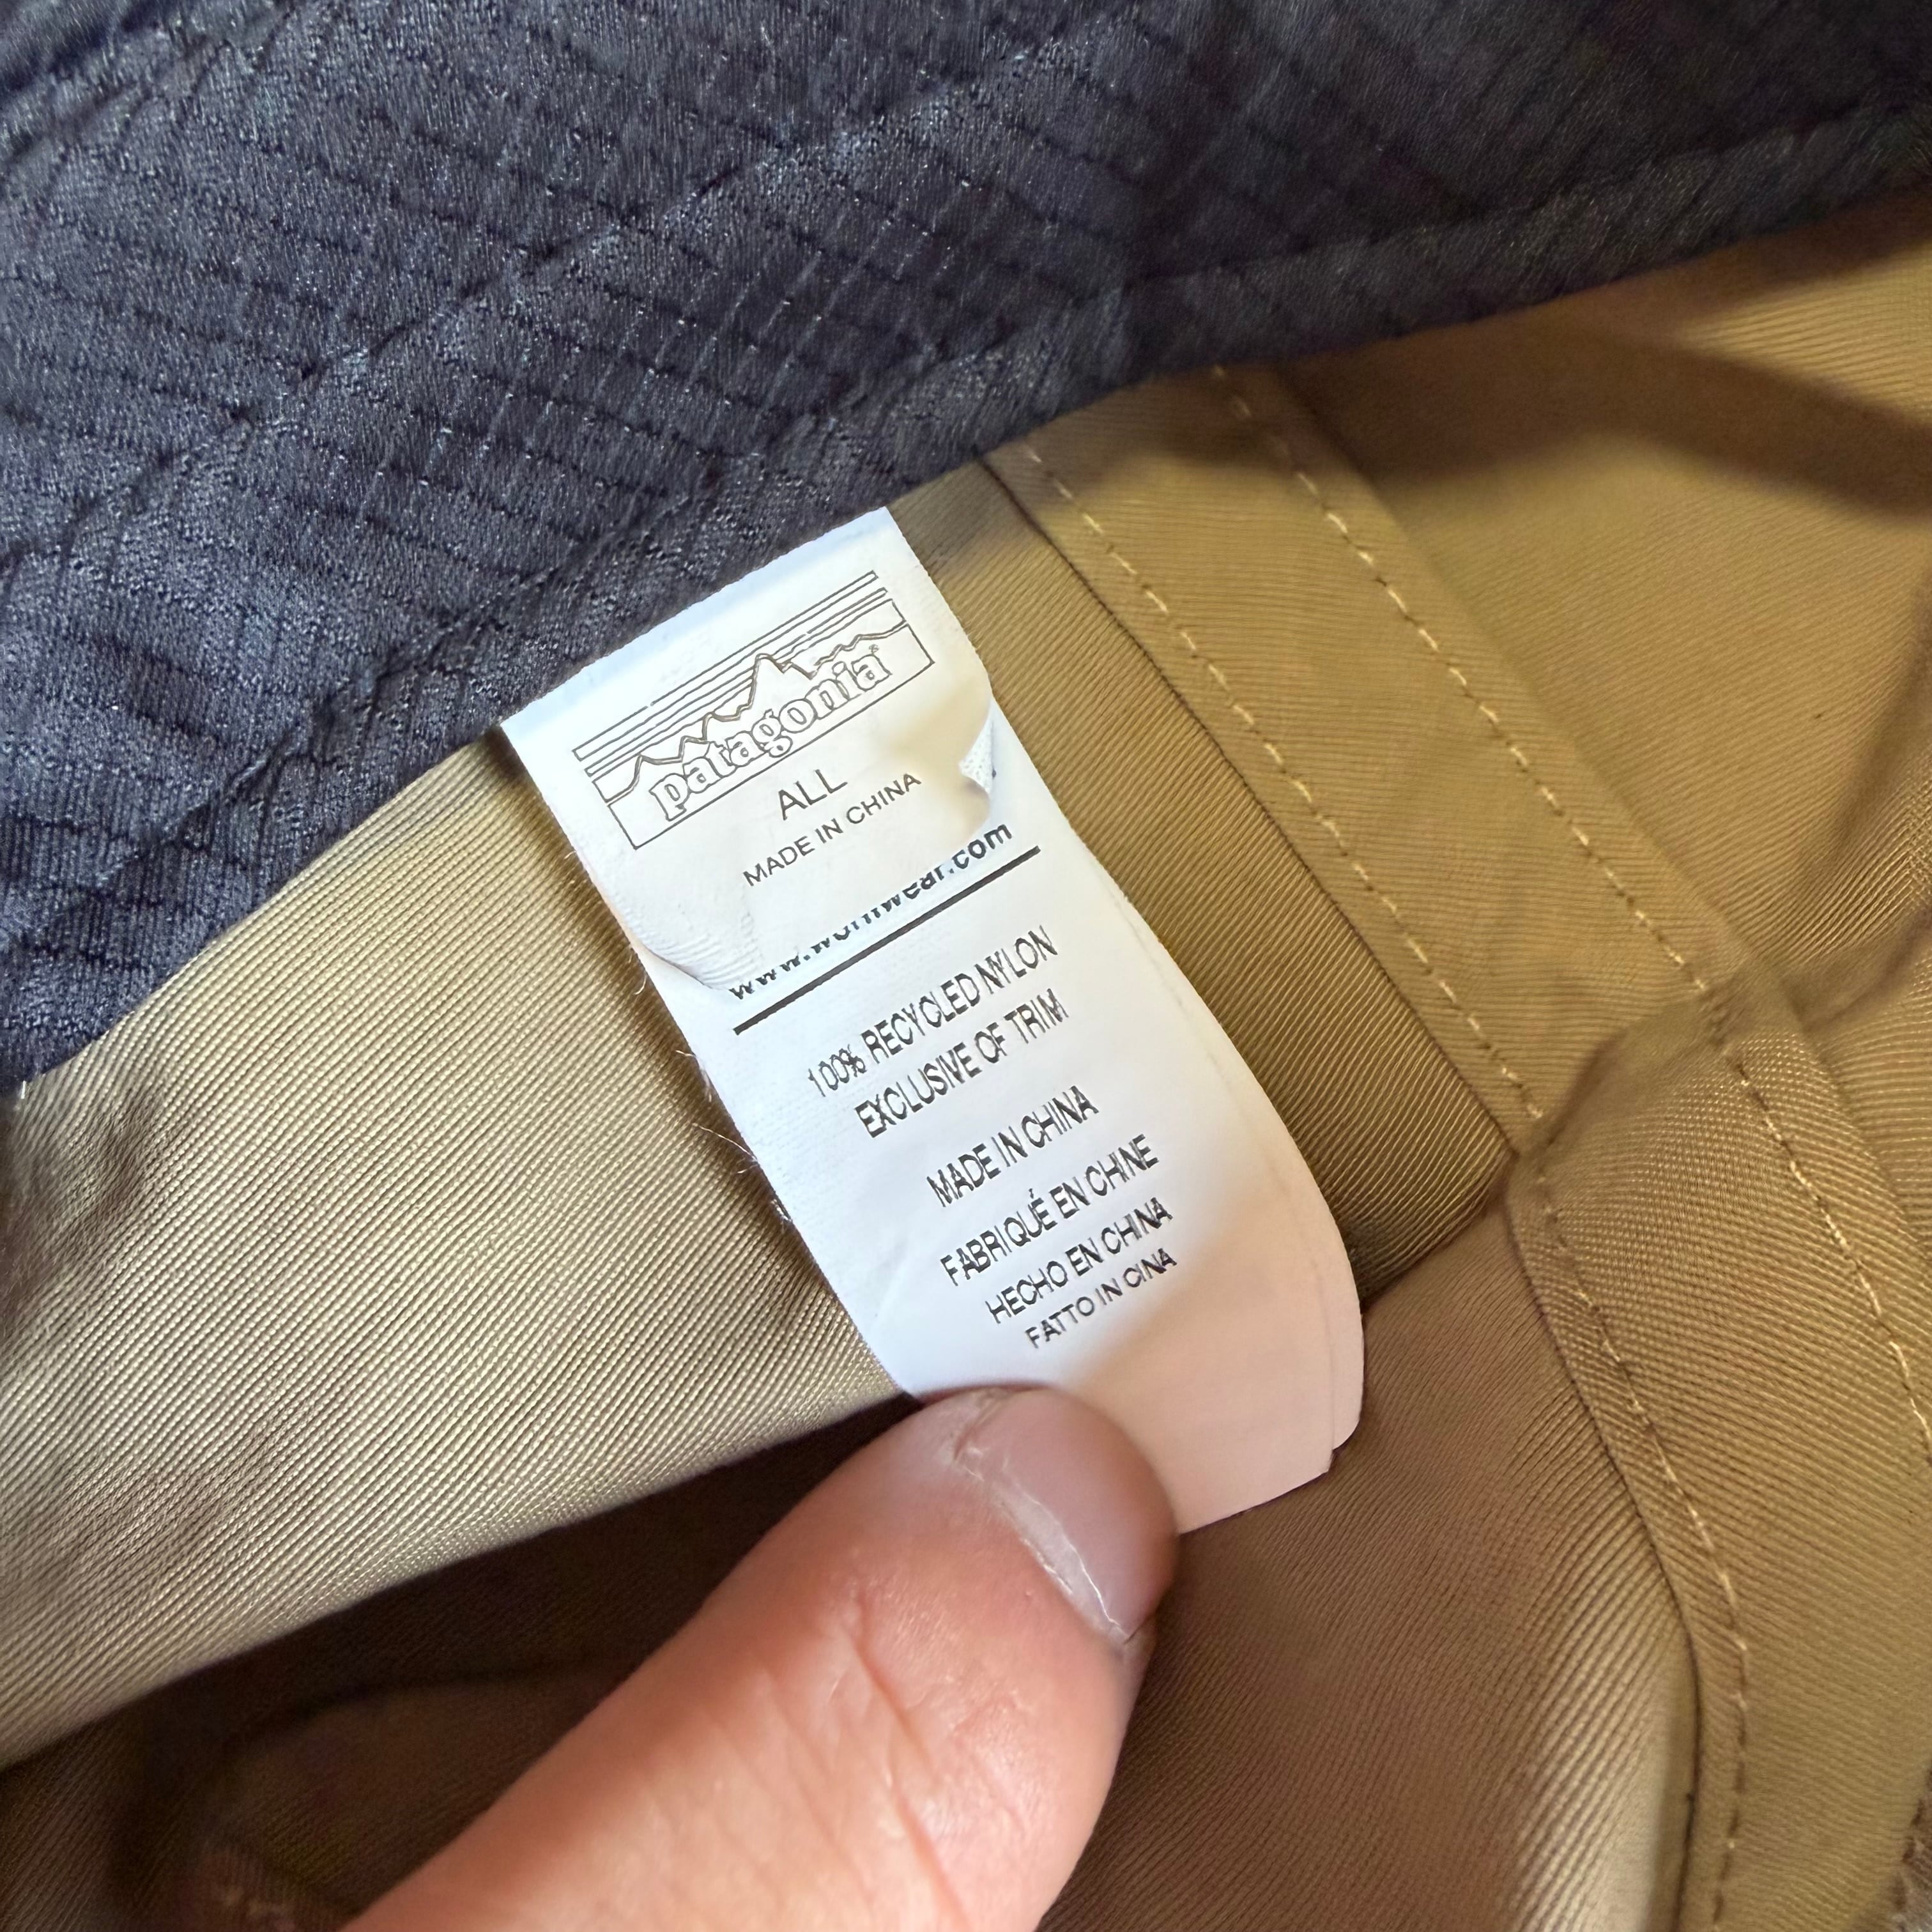 patagonia®
ALL
MADE IN CHINA
www.wornwear.com
100% RECYCLED NYLON
EXCLUSIVE OF TRIM
MADE IN CHINA
FABRIQUÉ EN CHINE
HECHO EN CHINA
FATTO IN CINA